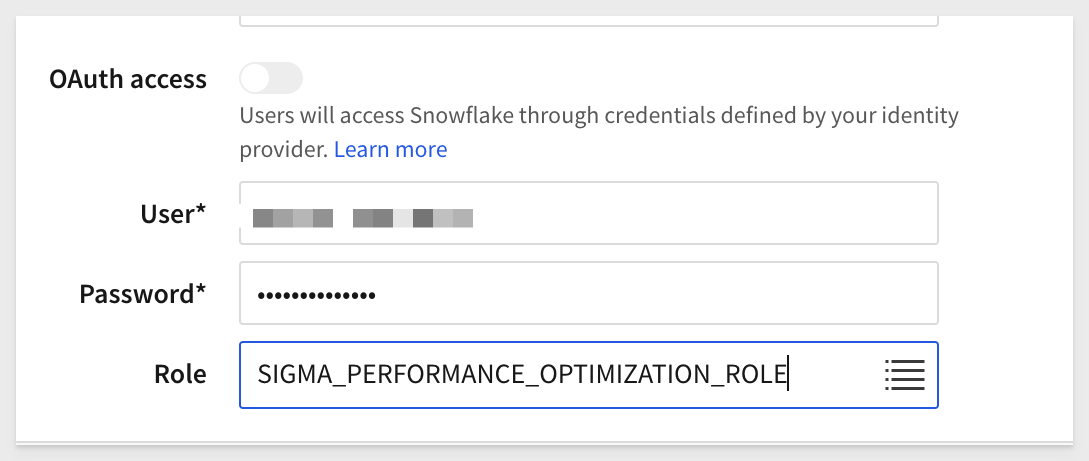 OAuth access
Users will access Snowflake through credentials defined by your identity
provider. Learn more
User*
Password*
••••••••••••••
Role
SIGMA_PERFORMANCE_OPTIMIZATION_ROLE